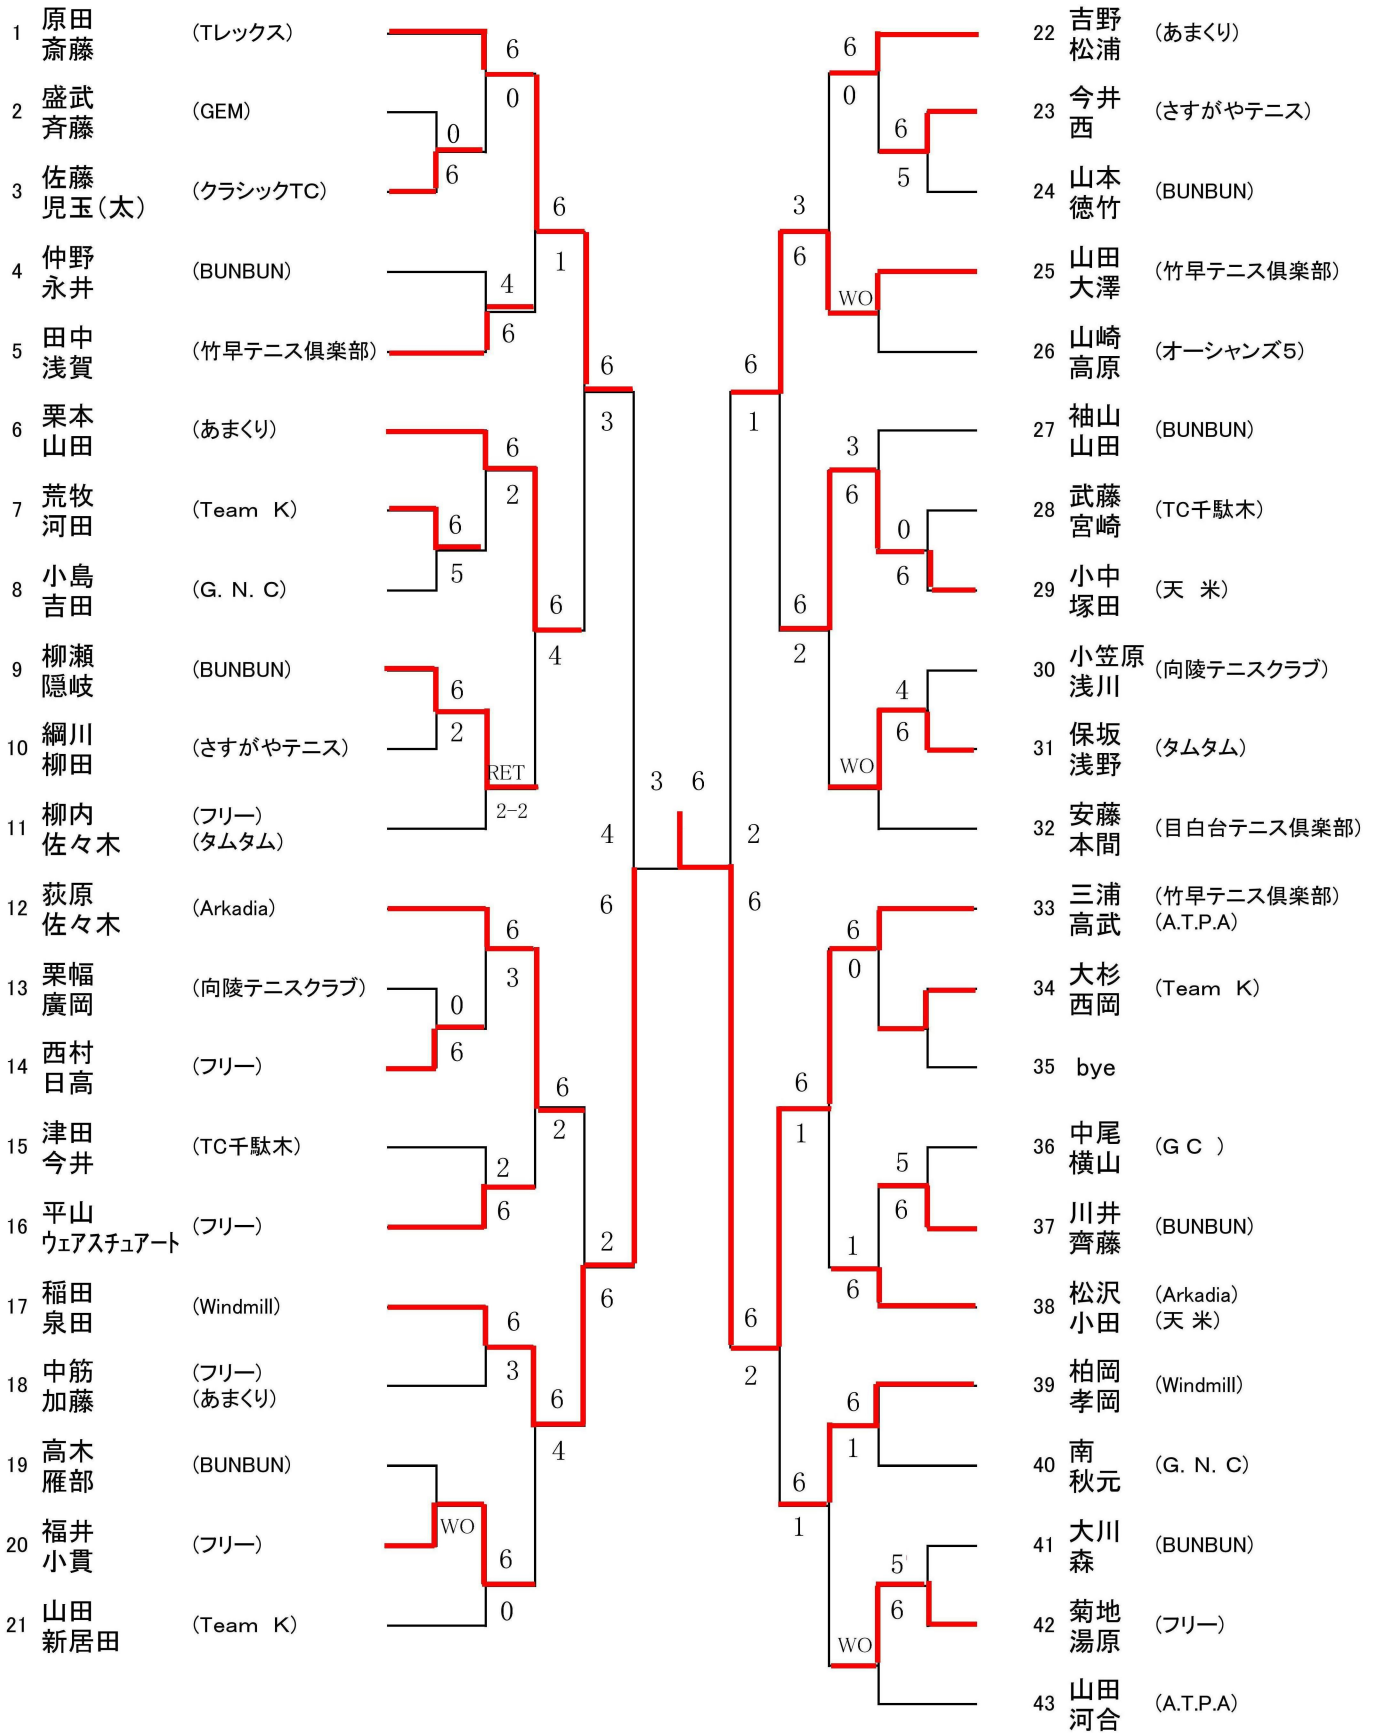 1 原田 (Tレックス)
斎藤
2 盛武 (GEM)
斉藤
3 佐藤 (クラシックTC)
児玉(太)
4 仲野 (BUNBUN)
永井
5 田中 (竹早テニス倶楽部)
浅賀
6 栗本 (あまくり)
山田
7 荒牧 (Team K)
河田
8 小島 (G. N. C)
吉田
9 柳瀬 (BUNBUN)
隠岐
10 綱川 (さすがやテニス)
柳田
11 柳内 (フリー)
佐々木 (タムタム)
12 荻原 (Arkadia)
佐々木
13 栗幅 (向陵テニスクラブ)
廣岡
14 西村 (フリー)
日高
15 津田 (TC千駄木)
今井
16 平山 (フリー)
ウェアスチュアート
17 稲田 (Windmill)
泉田
18 中筋 (フリー)
加藤 (あまくり)
19 高木 (BUNBUN)
雁部
20 福井 (フリー)
小貫
21 山田 (Team K)
新居田
6
0
0
6
4
6
6
2
6
5
6
2
RET
2-2
6
3
0
6
2
6
6
3
WO
6
0
6
1
6
4
6
2
6
4
6
3
2
6
4
6
3 6
22 吉野 (あまくり)
松浦
23 今井 (さすがやテニス)
西
24 山本 (BUNBUN)
徳竹
25 山田 (竹早テニス倶楽部)
大澤
26 山崎 (オーシャンズ5)
高原
27 袖山 (BUNBUN)
山田
28 武藤 (TC千駄木)
宮崎
29 小中 (天 米)
塚田
30 小笠原 (向陵テニスクラブ)
浅川
31 保坂 (タムタム)
浅野
32 安藤 (目白台テニス倶楽部)
本間
33 三浦 (竹早テニス倶楽部)
高武 (A.T.P.A)
34 大杉 (Team K)
西岡
35 bye
36 中尾 (G C )
横山
37 川井 (BUNBUN)
齊藤
38 松沢 (Arkadia)
小田 (天 米)
39 柏岡 (Windmill)
孝岡
40 南 (G. N. C)
秋元
41 大川 (BUNBUN)
森
42 菊地 (フリー)
湯原
43 山田 (A.T.P.A)
河合
6
0
6
5
WO
3
6
0
6
4
6
WO
6
0
5
6
1
6
6
1
5
6
WO
3
6
6
2
6
1
6
1
6
1
6
2
2
6